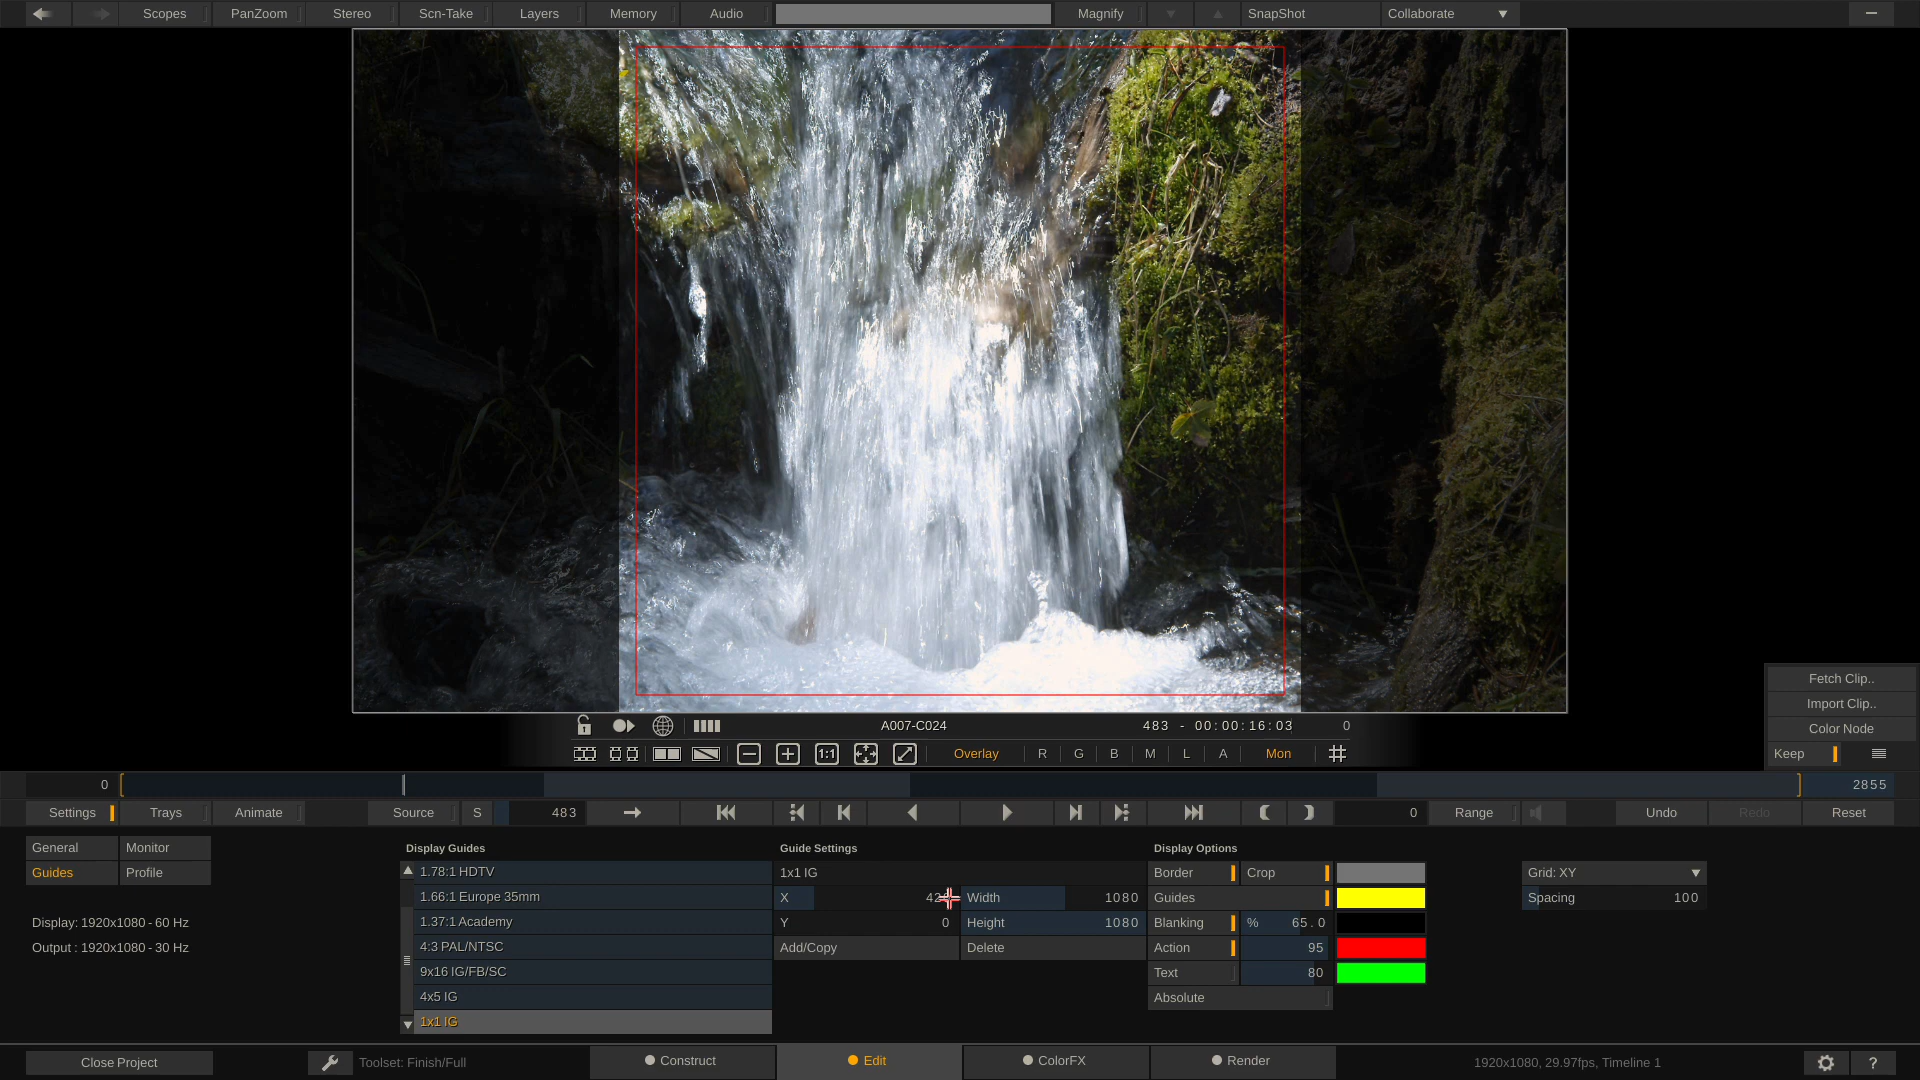 Scopes PanZoom Stereo Scn-Take Layers Memory Audio Magnify SnapShot Collaborate
Fetch Clip..
Import Clip..
Color Node
Keep
A007-C024 483 - 00:00:16:03 0
1:1 Overlay R G B M L A Mon
0 2855
Settings Trays Animate Source S 483 0 Range Undo Redo Reset
General Monitor
Guides Profile
Display: 1920x1080 - 60 Hz
Output : 1920x1080 - 30 Hz
Display Guides
1.78:1 HDTV
1.66:1 Europe 35mm
1.37:1 Academy
4:3 PAL/NTSC
9x16 IG/FB/SC
4x5 IG
1x1 IG
Guide Settings
1x1 IG
X Width 1080
Y 0 Height 1080
Add/Copy Delete
Display Options
Border Crop
Guides
Blanking % 65.0
Action 95
Text 80
Absolute
Grid: XY
Spacing 100
Close Project Toolset: Finish/Full Construct Edit ColorFX Render 1920x1080, 29.97fps, Timeline 1 ?